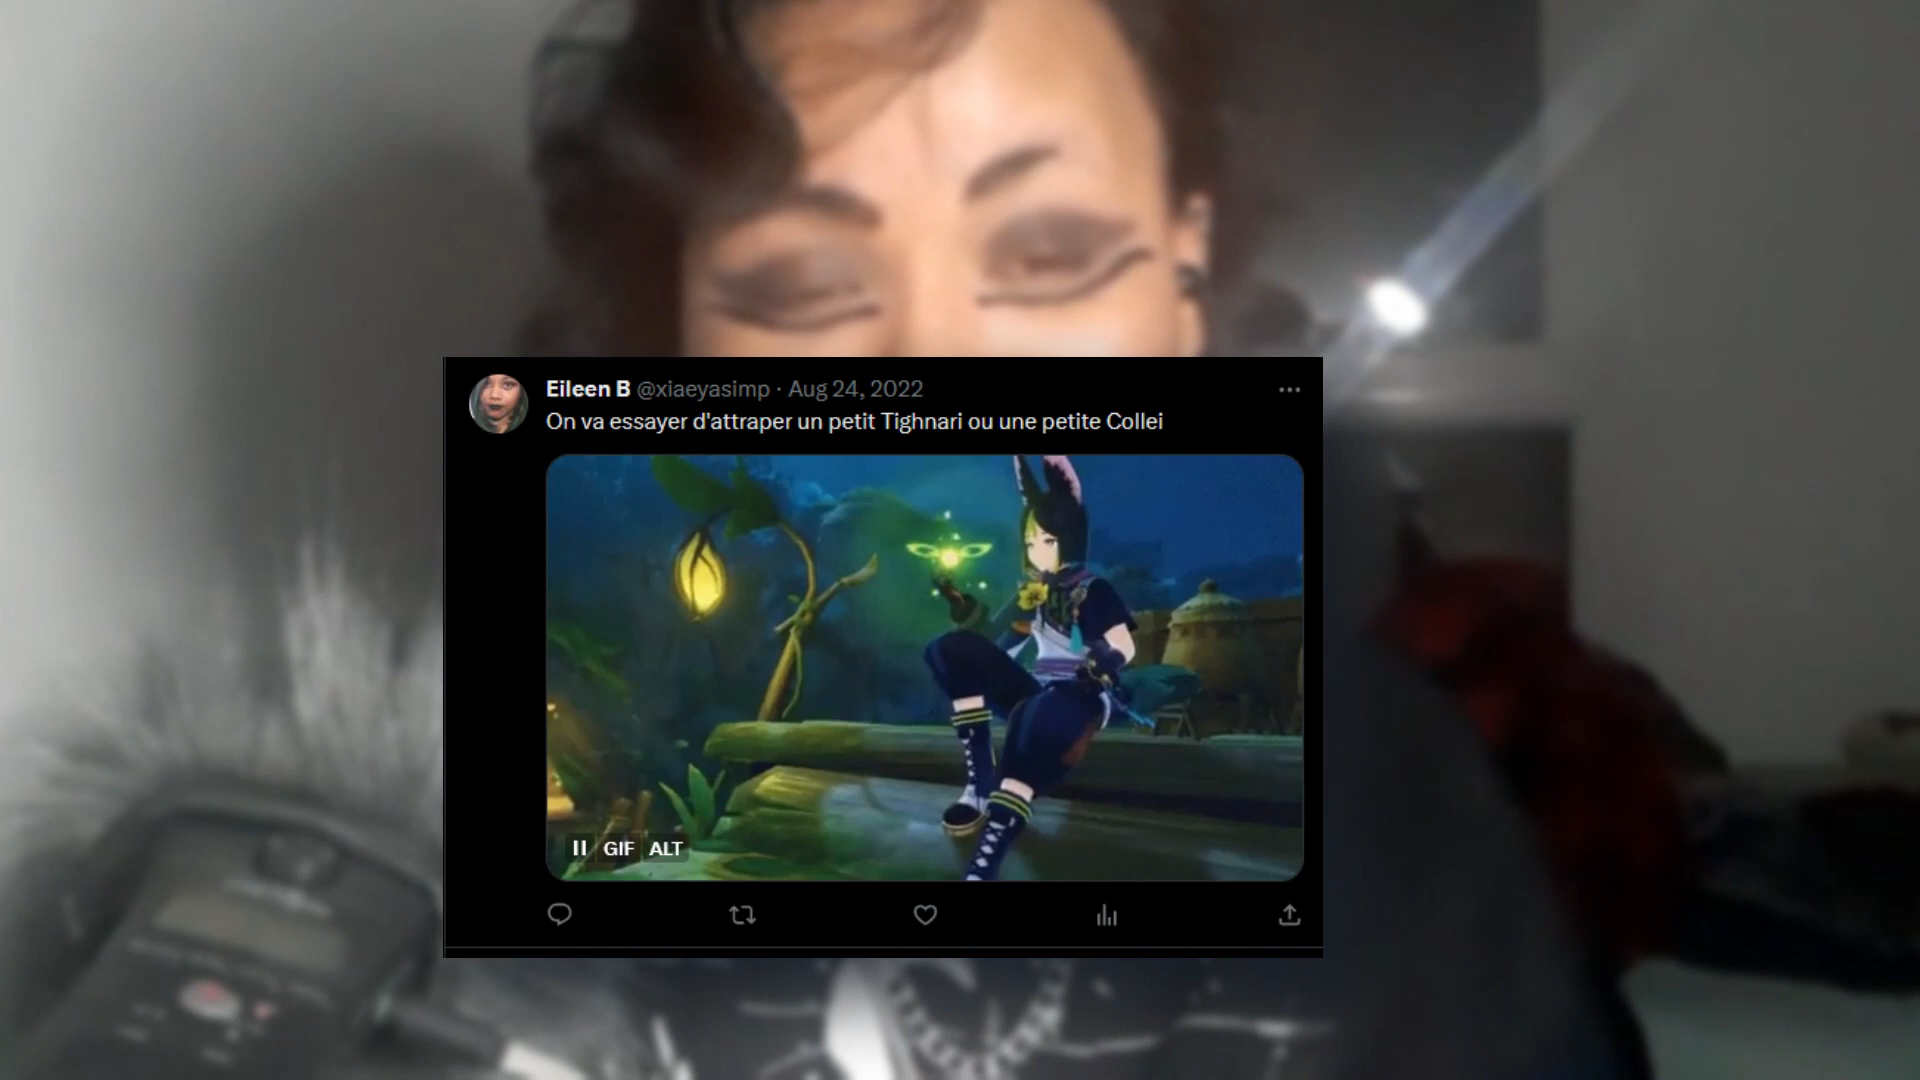 Eileen B @xiaeyasimp · Aug 24, 2022
On va essayer d'attraper un petit Tighnari ou une petite Collei
GIF ALT